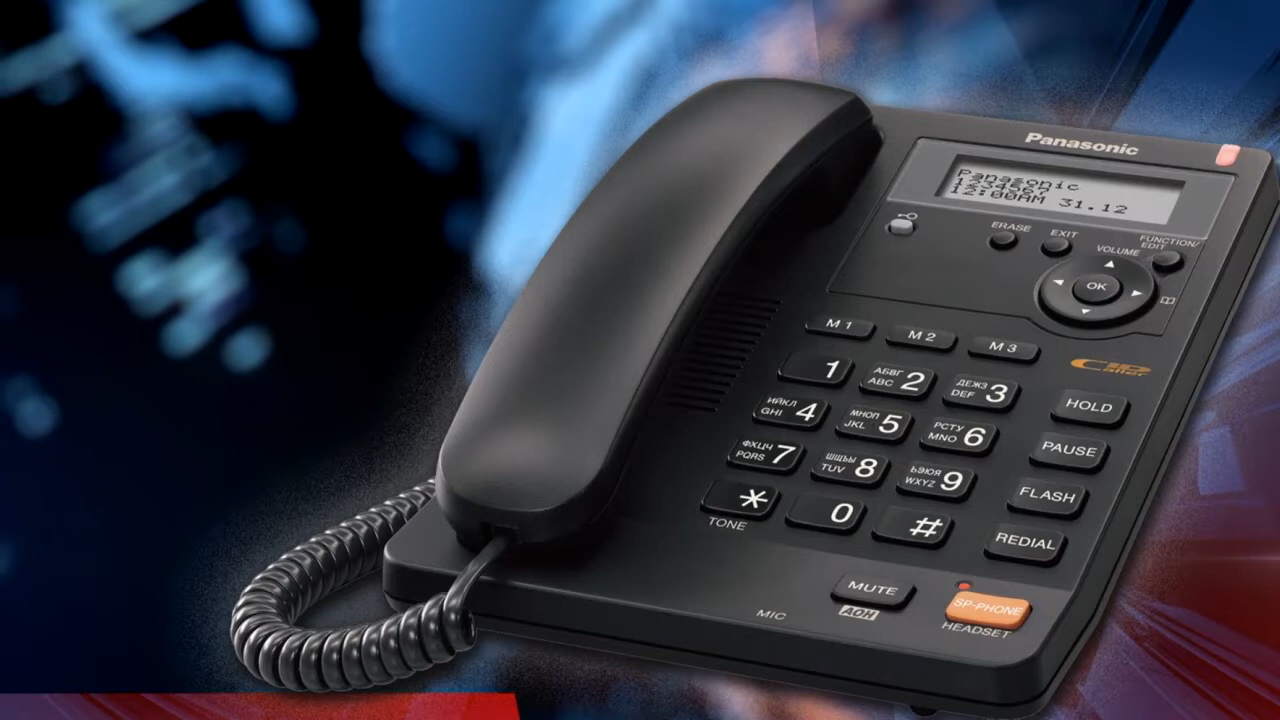 Panasonic
Panasonic
1234567
12:00AM 31.12
ERASE
EXIT
FUNCTION/
EDIT
VOLUME
OK
M 1
M 2
M 3
Caller
1
АБВГ
ABC 2
ДЕЖЗ
DEF 3
HOLD
ИЙКЛ
GHI 4
МНОП
JKL 5
РСТУ
MNO 6
PAUSE
ФХЦЧ
PQRS 7
ШЩЪЫ
TUV 8
ЬЭЮЯ
WXYZ 9
FLASH
*
0
#
REDIAL
TONE
MUTE
АОН
MIC
SP-PHONE
HEADSET